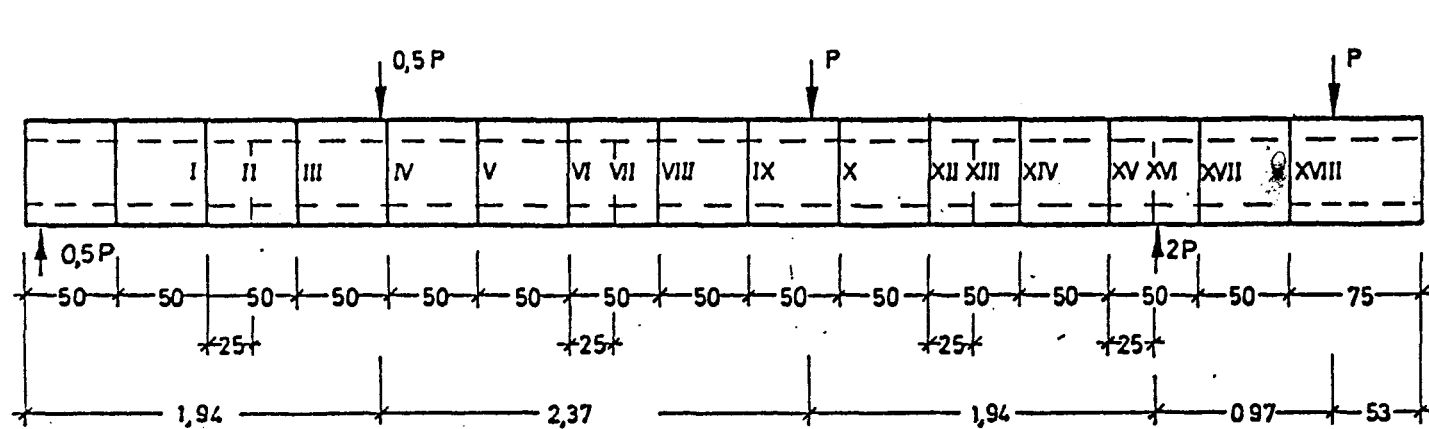 0,5 P P P
I II III IV V VI VII VIII IX X XII XIII XIV XV XVI XVII XVIII
0,5 P 2P
50 50 50 50 50 50 50 50 50 50 50 50 50 50 75
25 25 25 25
1,94 2,37 1,94 0 97 53